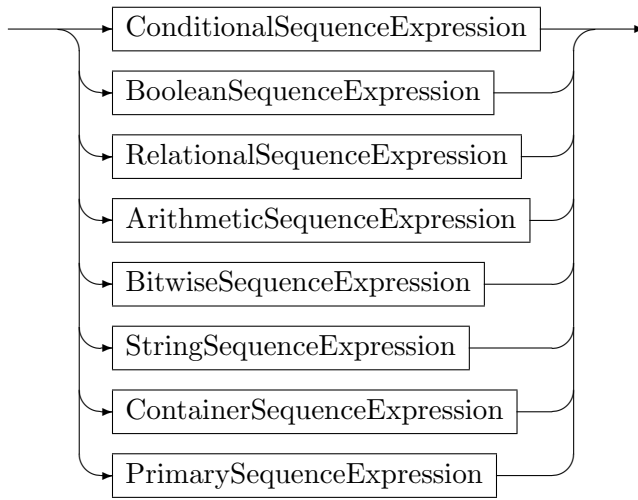 ConditionalSequenceExpression
BooleanSequenceExpression
RelationalSequenceExpression
ArithmeticSequenceExpression
BitwiseSequenceExpression
StringSequenceExpression
ContainerSequenceExpression
PrimarySequenceExpression